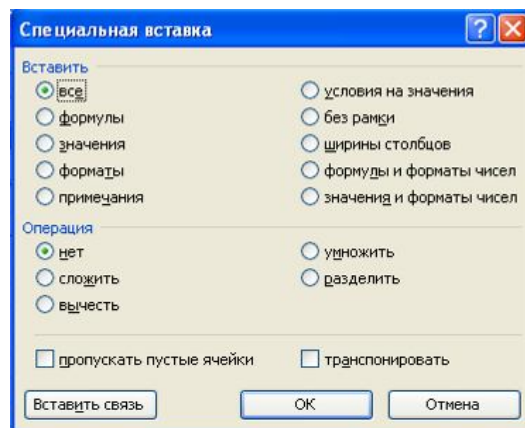 Специальная вставка
Вставить
все
условия на значения
формулы
без рамки
значения
ширины столбцов
форматы
формулы и форматы чисел
примечания
значения и форматы чисел
Операция
нет
умножить
сложить
разделить
вычесть
пропускать пустые ячейки
транспонировать
Вставить связь
ОК
Отмена